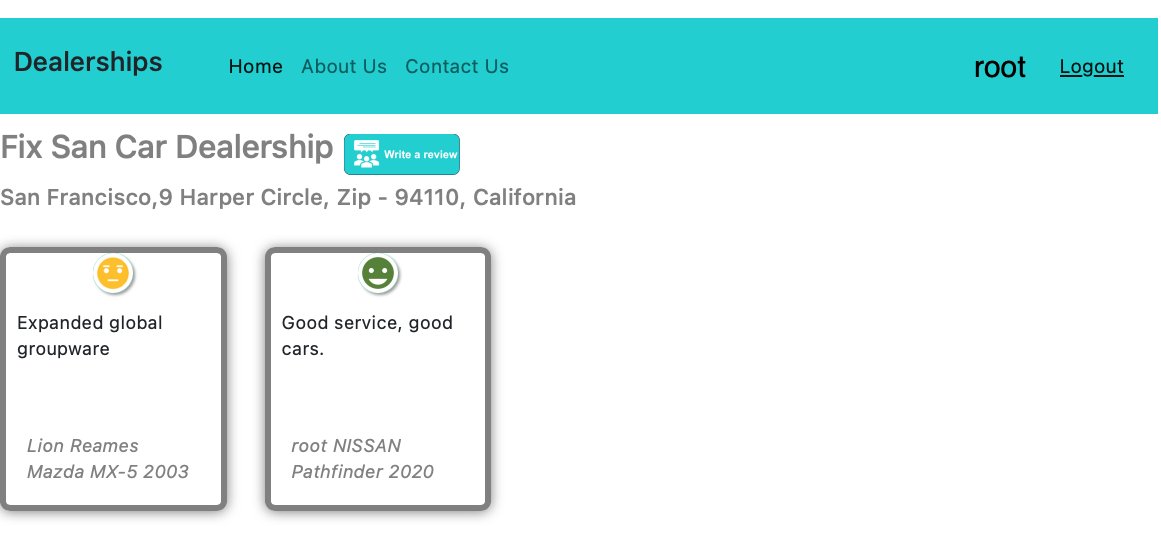 Dealerships Home About Us Contact Us root Logout
Fix San Car Dealership Write a review
San Francisco,9 Harper Circle, Zip - 94110, California
Expanded global
groupware
Lion Reames
Mazda MX-5 2003
Good service, good
cars.
root NISSAN
Pathfinder 2020